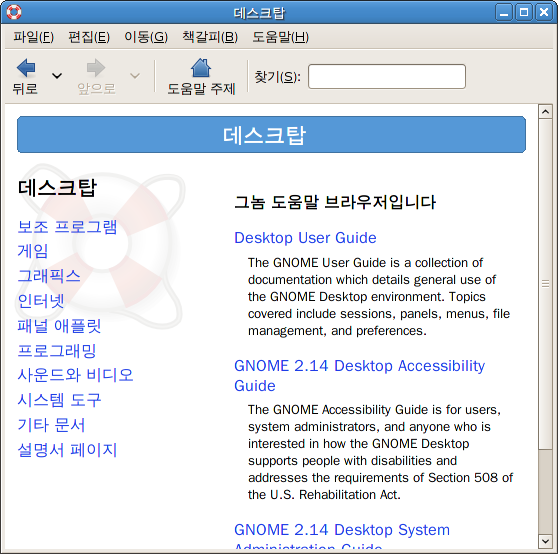 데스크탑
파일(F) 편집(E) 이동(G) 책갈피(B) 도움말(H)
뒤로 앞으로 도움말 주제 찾기(S):
데스크탑
데스크탑
보조 프로그램
게임
그래픽스
인터넷
패널 애플릿
프로그래밍
사운드와 비디오
시스템 도구
기타 문서
설명서 페이지
그놈 도움말 브라우저입니다
Desktop User Guide
The GNOME User Guide is a collection of
documentation which details general use of
the GNOME Desktop environment. Topics
covered include sessions, panels, menus, file
management, and preferences.
GNOME 2.14 Desktop Accessibility
Guide
The GNOME Accessibility Guide is for users,
system administrators, and anyone who is
interested in how the GNOME Desktop
supports people with disabilities and
addresses the requirements of Section 508 of
the U.S. Rehabilitation Act.
GNOME 2.14 Desktop System
Administration Guide